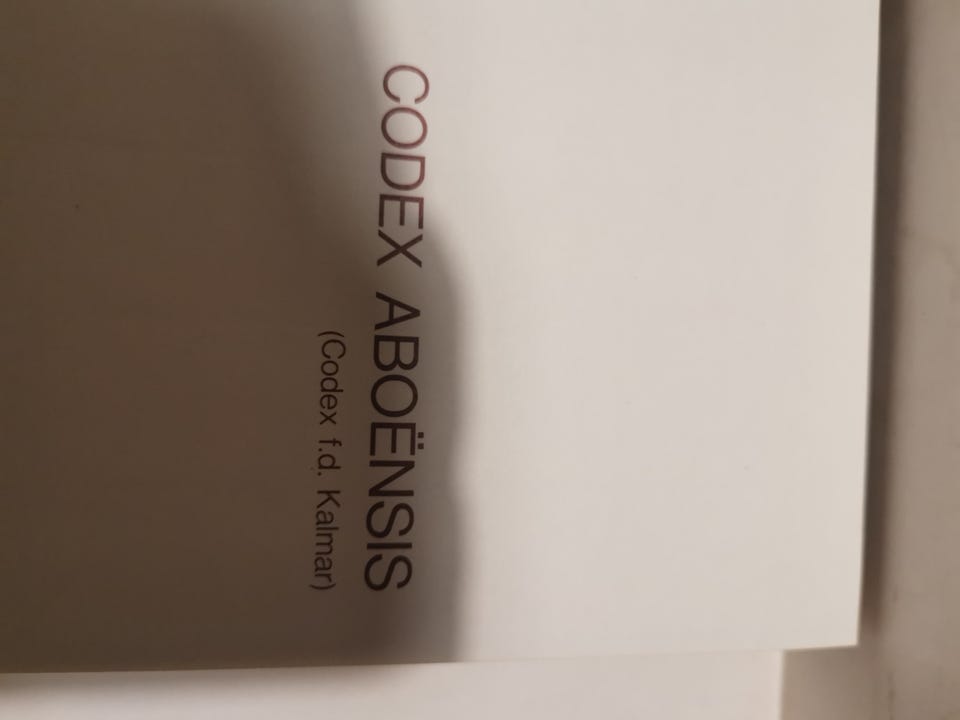 CODEX ABOËNSIS
(Codex f.d. Kalmar)